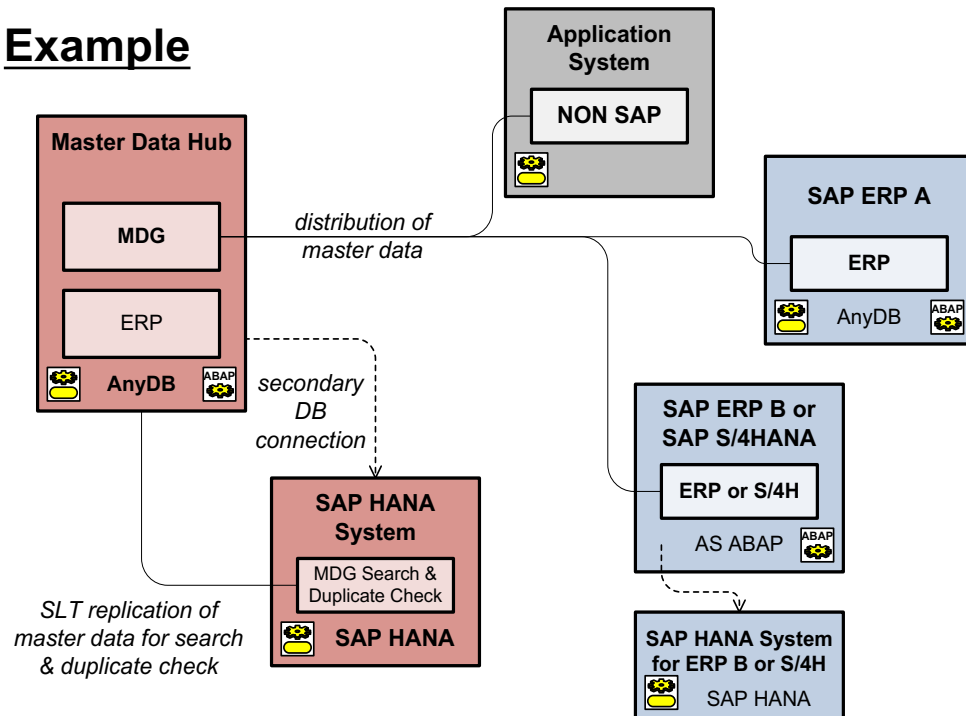 Example
Application
System
NON SAP
Master Data Hub
MDG
ERP
AnyDB
ABAP
distribution of
master data
SAP ERP A
ERP
AnyDB
ABAP
secondary
DB
connection
SAP HANA
System
MDG Search &
Duplicate Check
SAP HANA
SLT replication of
master data for search
& duplicate check
SAP ERP B or
SAP S/4HANA
ERP or S/4H
AS ABAP
ABAP
SAP HANA System
for ERP B or S/4H
SAP HANA